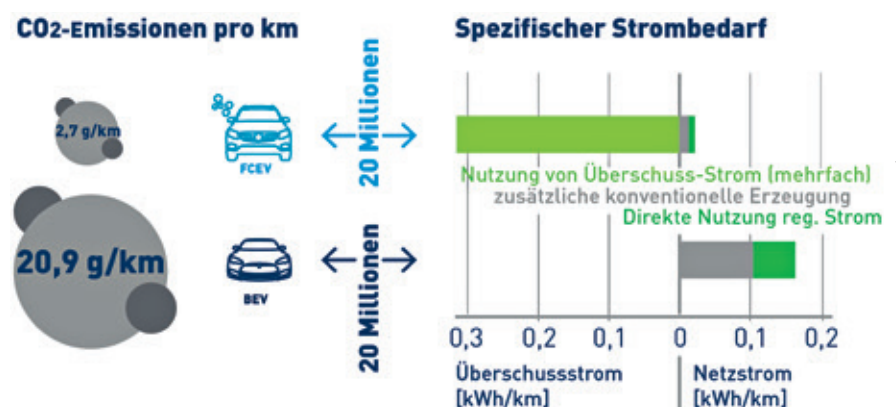 CO2-Emissionen pro km
Spezifischer Strombedarf
2,7 g/km
FCEV
20 Millionen
Nutzung von Überschuss-Strom (mehrfach)
zusätzliche konventionelle Erzeugung
Direkte Nutzung reg. Strom
20,9 g/km
BEV
20 Millionen
0,3 0,2 0,1 0 0,1 0,2
Überschussstrom Netzstrom
[kWh/km] [kWh/km]